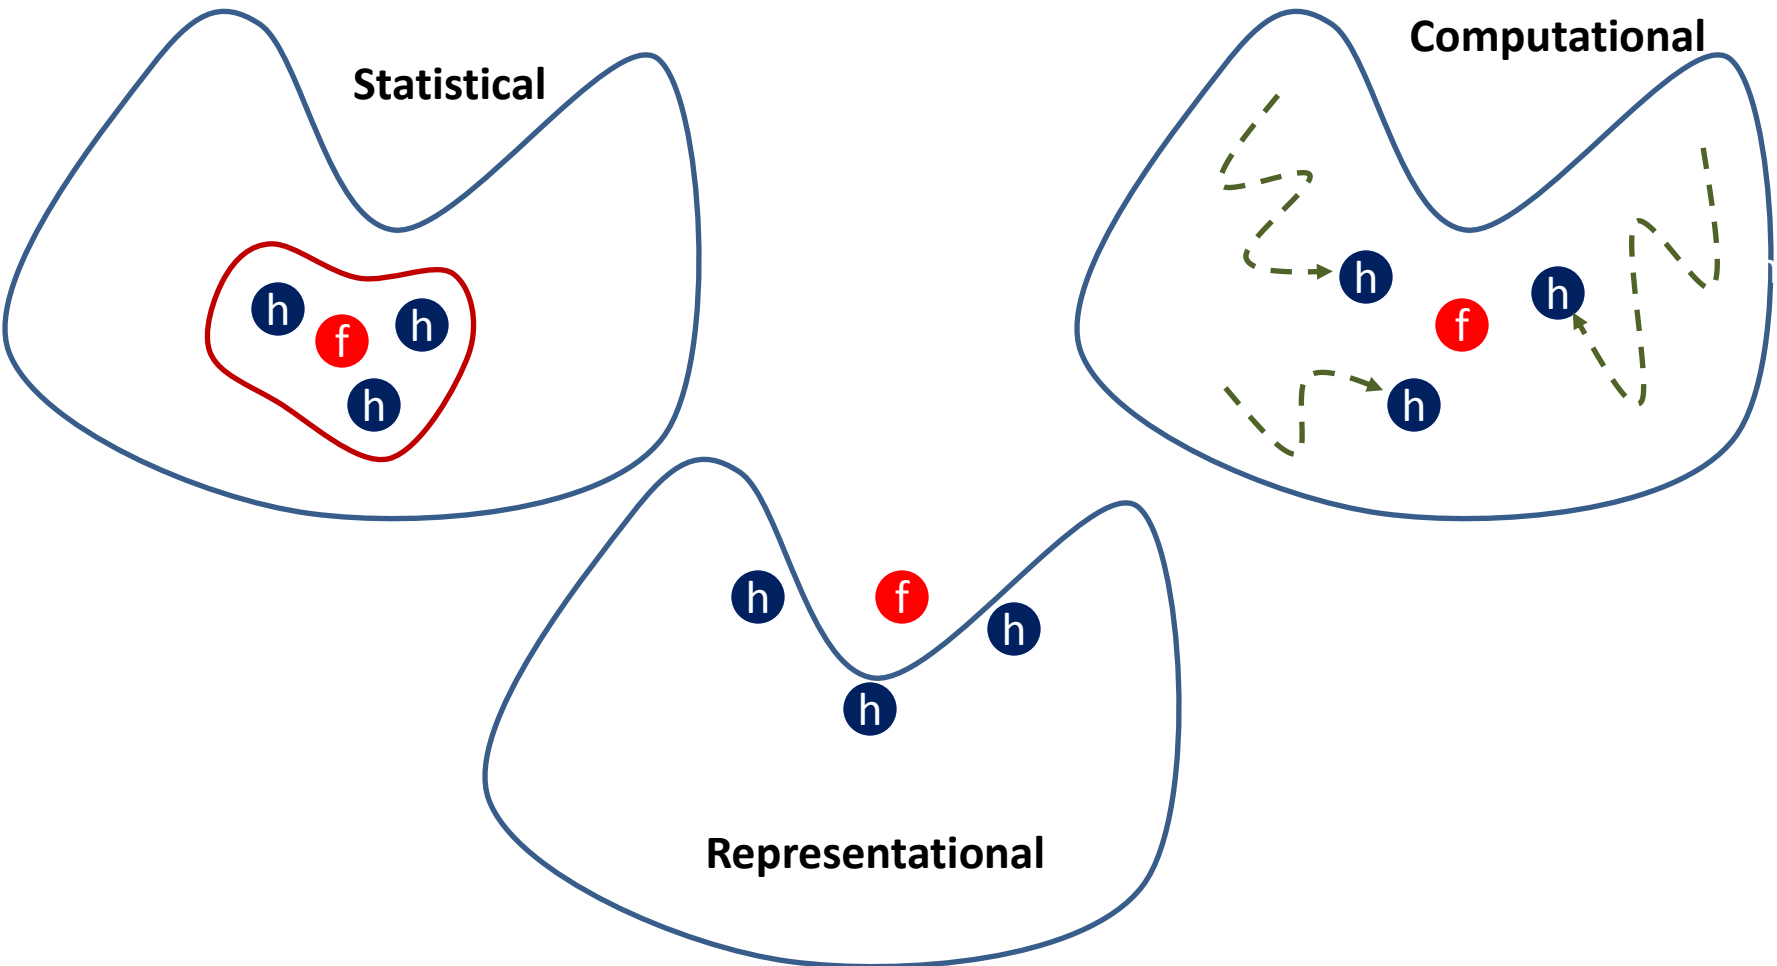 Statistical
h
f
h
h
Computational
h
f
h
h
h
f
h
h
Representational